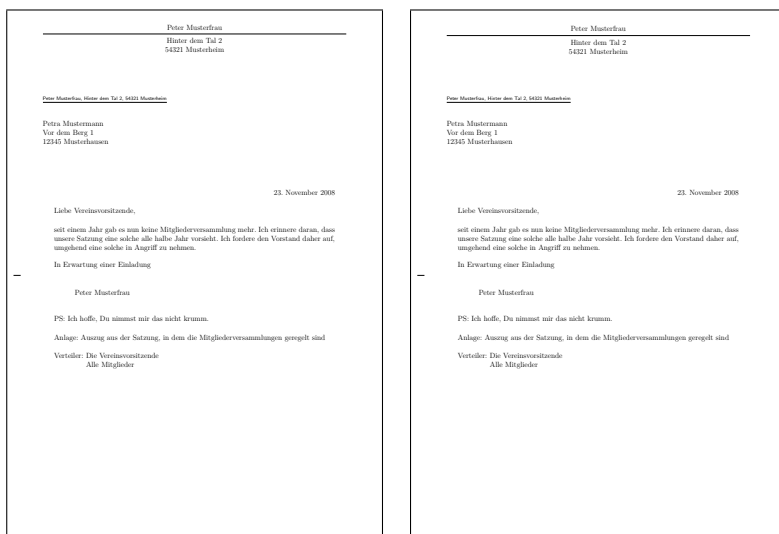 Peter Musterfrau
Hinter dem Tal 2
54321 Musterheim
Peter Musterfrau, Hinter dem Tal 2, 54321 Musterheim
Petra Mustermann
Vor dem Berg 1
12345 Musterhausen
23. November 2008
Liebe Vereinsvorsitzende,
seit einem Jahr gab es nun keine Mitgliederversammlung mehr. Ich erinnere daran, dass
unsere Satzung eine solche alle halbe Jahr vorsieht. Ich fordere den Vorstand daher auf,
umgehend eine solche in Angriff zu nehmen.
In Erwartung einer Einladung
Peter Musterfrau
PS: Ich hoffe, Du nimmst mir das nicht krumm.
Anlage: Auszug aus der Satzung, in dem die Mitgliederversammlungen geregelt sind
Verteiler: Die Vereinsvorsitzende
Alle Mitglieder
Peter Musterfrau
Hinter dem Tal 2
54321 Musterheim
Peter Musterfrau, Hinter dem Tal 2, 54321 Musterheim
Petra Mustermann
Vor dem Berg 1
12345 Musterhausen
23. November 2008
Liebe Vereinsvorsitzende,
seit einem Jahr gab es nun keine Mitgliederversammlung mehr. Ich erinnere daran, dass
unsere Satzung eine solche alle halbe Jahr vorsieht. Ich fordere den Vorstand daher auf,
umgehend eine solche in Angriff zu nehmen.
In Erwartung einer Einladung
Peter Musterfrau
PS: Ich hoffe, Du nimmst mir das nicht krumm.
Anlage: Auszug aus der Satzung, in dem die Mitgliederversammlungen geregelt sind
Verteiler: Die Vereinsvorsitzende
Alle Mitglieder